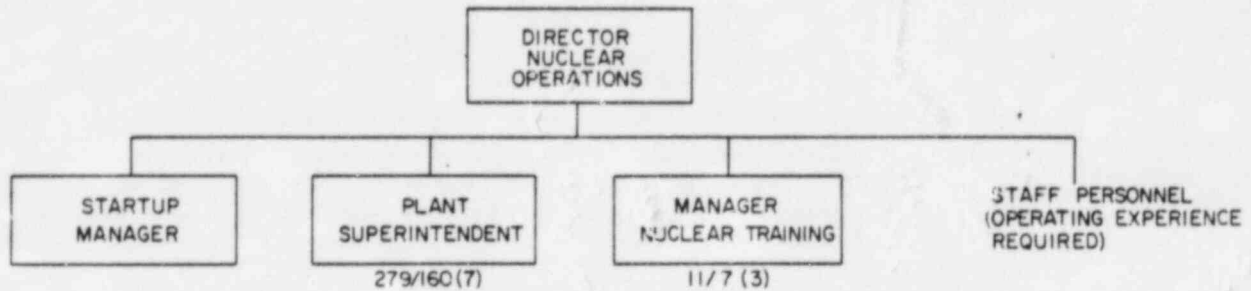 DIRECTOR
NUCLEAR
OPERATIONS
STARTUP
MANAGER
PLANT
SUPERINTENDENT
279/160(7)
MANAGER
NUCLEAR TRAINING
11/7 (3)
STAFF PERSONNEL
(OPERATING EXPERIENCE
REQUIRED)